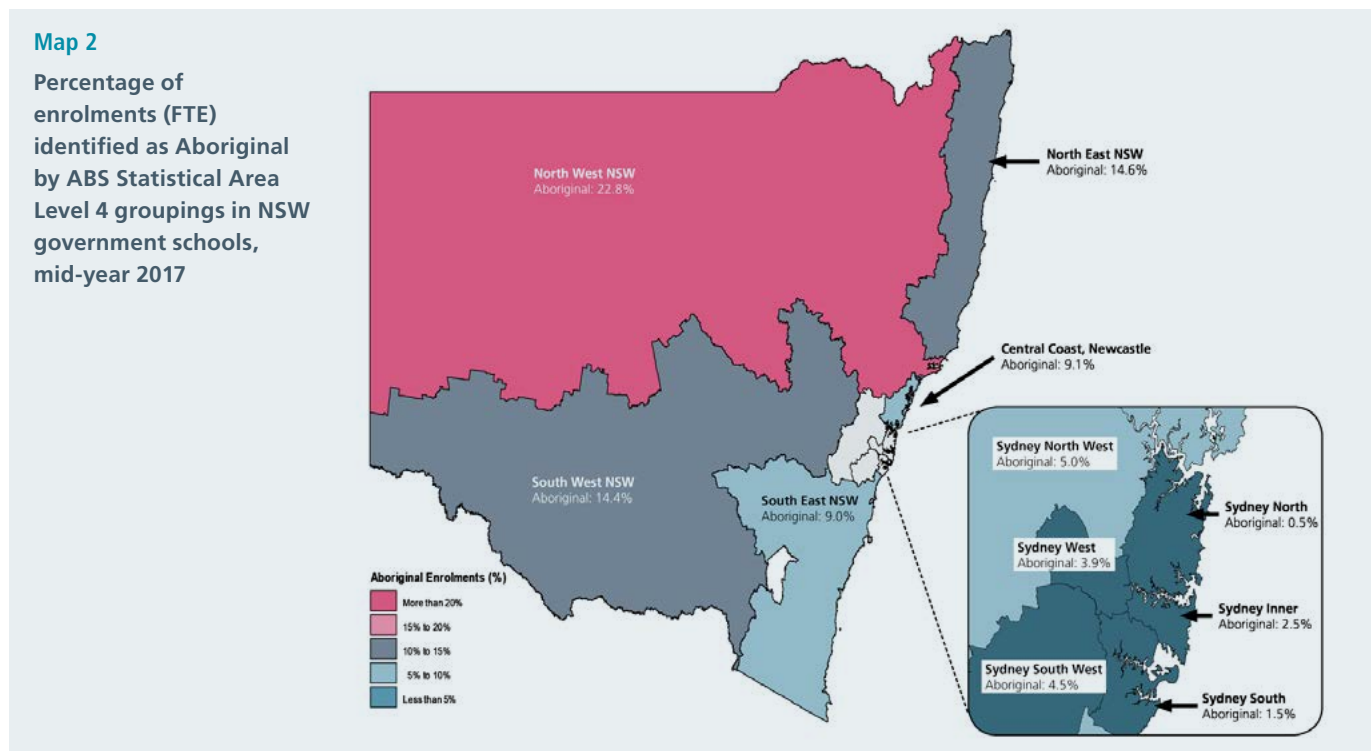 Map 2
Percentage of
enrolments (FTE)
identified as Aboriginal
by ABS Statistical Area
Level 4 groupings in NSW
government schools,
mid-year 2017
North West NSW
Aboriginal: 22.8%
North East NSW
Aboriginal: 14.6%
Central Coast, Newcastle
Aboriginal: 9.1%
South West NSW
Aboriginal: 14.4%
South East NSW
Aboriginal: 9.0%
Sydney North West
Aboriginal: 5.0%
Sydney North
Aboriginal: 0.5%
Sydney West
Aboriginal: 3.9%
Sydney Inner
Aboriginal: 2.5%
Sydney South West
Aboriginal: 4.5%
Sydney South
Aboriginal: 1.5%
Aboriginal Enrolments (%)
More than 20%
15% to 20%
10% to 15%
5% to 10%
Less than 5%